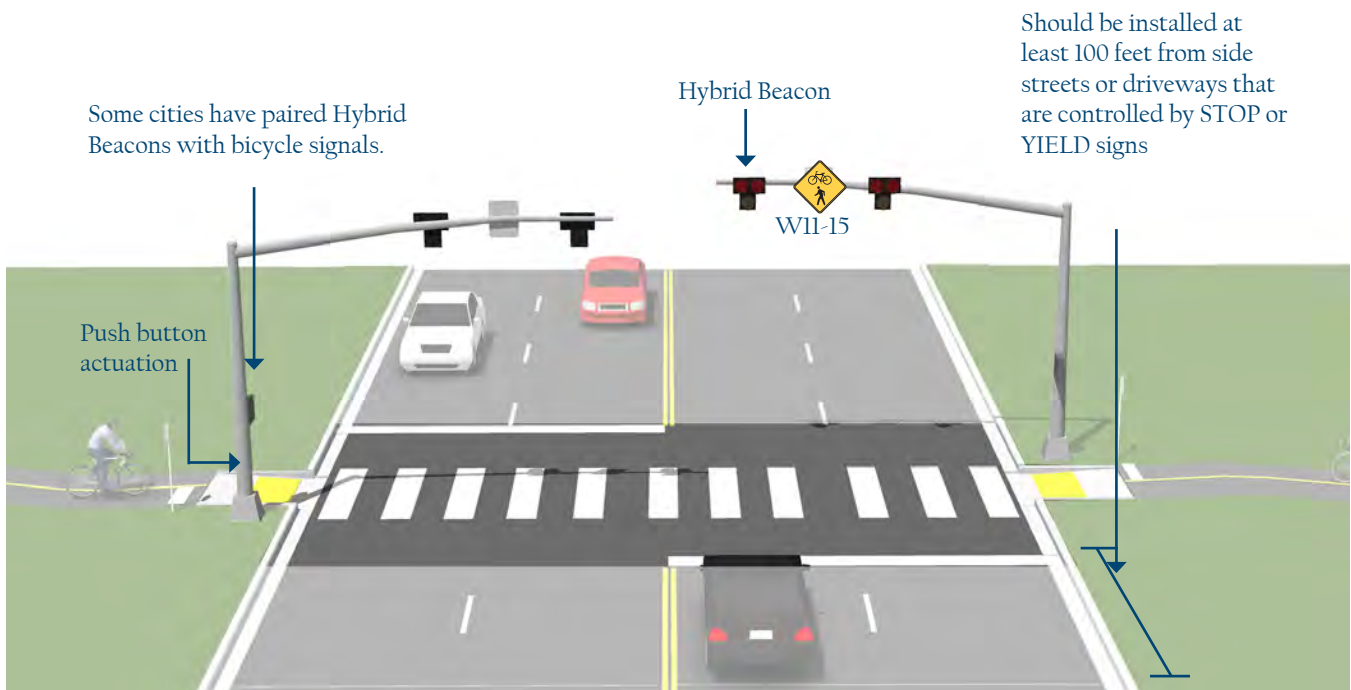 Should be installed at
least 100 feet from side
streets or driveways that
are controlled by STOP or
YIELD signs
Hybrid Beacon
Some cities have paired Hybrid
Beacons with bicycle signals.
W11-15
Push button
actuation